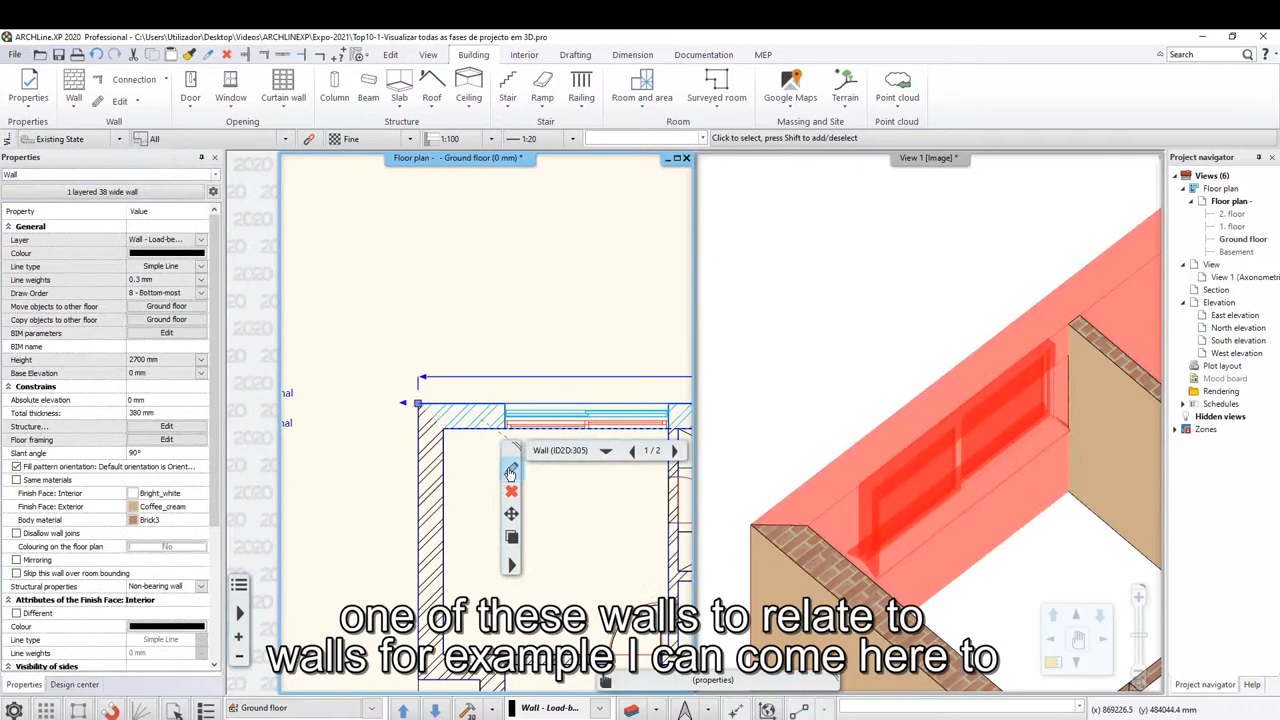 ARCHLine.XP 2020 Professional - C:\Users\Utilizador\Desktop\Videos\ARCHLINEXP\Expo-2021\Top10-1-Visualizar todas as fases de projecto em 3D.pro
File Edit View Building Interior Drafting Dimension Documentation MEP Search
Properties Wall Connection Edit Door Window Curtain wall Column Beam Slab Roof Ceiling Stair Ramp Railing Room and area Surveyed room Google Maps Terrain Point cloud
Properties Wall Opening Structure Stair Room Massing and Site Point cloud
Existing State All Fine 1:100 1:20 Click to select, press Shift to add/deselect
Properties
Wall
1 layered 38 wide wall
Property Value
General
Layer Wall - Load-be...
Colour
Line type Simple Line
Line weights 0.3 mm
Draw Order 8 - Bottom-most
Move objects to other floor Ground floor
Copy objects to other floor Ground floor
BIM parameters Edit
BIM name
Height 2700 mm
Base Elevation 0 mm
Constrains
Absolute elevation 0 mm
Total thickness: 380 mm
Structure... Edit
Floor framing Edit
Slant angle 90°
Fill pattern orientation: Default orientation is Orient...
Same materials
Finish Face: Interior Bright_white
Finish Face: Exterior Coffee_cream
Body material Brick3
Disallow wall joins
Colouring on the floor plan No
Mirroring
Skip this wall over room bounding
Structural properties Non-bearing wall
Attributes of the Finish Face: Interior
Different
Colour
Line type Simple Line
Line weights 0 mm
Visibility of sides
Properties Design center
Floor plan - - Ground floor (0 mm) *
2020
nal
nal
Wall (ID2D:305) 1 / 2
View 1 [Image] *
Project navigator
Views (6)
Floor plan
Floor plan -
2. floor
1. floor
Ground floor
Basement
View
View 1 (Axonometri
Section
Elevation
East elevation
North elevation
South elevation
West elevation
Plot layout
Mood board
Rendering
Schedules
Hidden views
Zones
Project navigator Help
one of these walls to relate to
walls for example I can come here to
(properties)
Ground floor Wall - Load-b... 869226.5 484044.4 mm